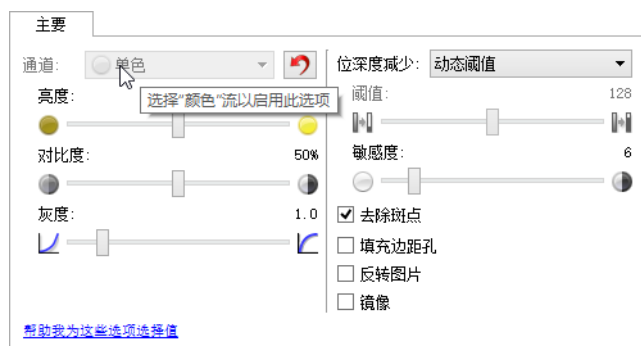 主要
通道:
单色
选择“颜色”流以启用此选项
亮度:
对比度:
50%
灰度:
1.0
帮助我为这些选项选择值
位深度减少:
动态阈值
阈值:
128
敏感度:
6
去除斑点
填充边距孔
反转图片
镜像